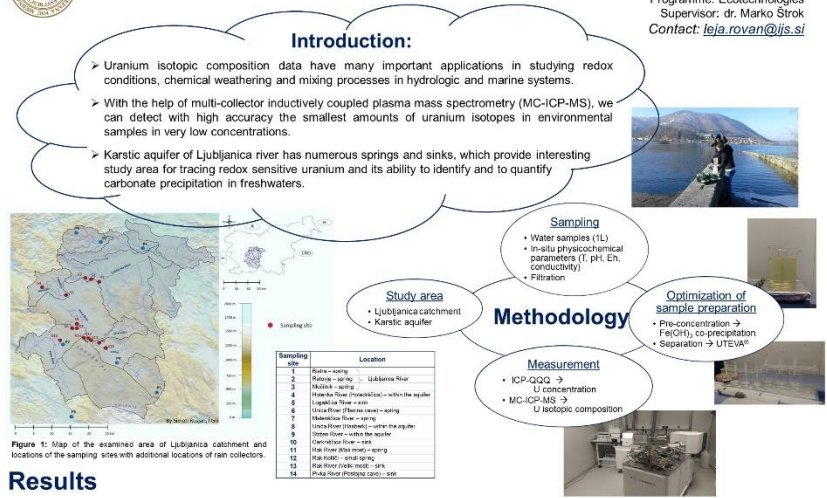 Programme: Ecotechnologies
Supervisor: dr. Marko Štrok
Contact: leja.rovan@ijs.si
Introduction:
➢ Uranium isotopic composition data have many important applications in studying redox
conditions, chemical weathering and mixing processes in hydrologic and marine systems.
➢ With the help of multi-collector inductively coupled plasma mass spectrometry (MC-ICP-MS), we
can detect with high accuracy the smallest amounts of uranium isotopes in environmental
samples in very low concentrations.
➢ Karstic aquifer of Ljubljanica river has numerous springs and sinks, which provide interesting
study area for tracing redox sensitive uranium and its ability to identify and to quantify
carbonate precipitation in freshwaters.
Sampling site
By Simon
Figure 1: Map of the examined area of Ljubljanica catchment and
locations of the sampling sites with additional locations of rain collectors.
Sampling site Location
1 Bistra – spring
2 Retovje – spring Ljubljanica River
3 Močilnik – spring
4 Hotenka River (Hotedršica) – within the aquifer
5 Logaščica River – sink
6 Unica River (Planina cave) – spring
7 Malenščica River – spring
8 Unica River (Hasberk) – within the aquifer
9 Stržen River – within the aquifer
10 Cerkniščica River – sink
11 Rak River (Mali most) – spring
12 Rak Kotliči – small spring
13 Rak River (Veliki most) – sink
14 Pivka River (Postojna cave) – sink
Methodology
Study area
• Ljubljanica catchment
• Karstic aquifer
Sampling
• Water samples (1L)
• In-situ physicochemical
parameters (T, pH, Eh,
conductivity)
• Filtration
Optimization of
sample preparation
• Pre-concentration →
Fe(OH)₃ co-precipitation
• Separation → UTEVA®
Measurement
• ICP-QQQ →
U concentration
• MC-ICP-MS →
U isotopic composition
Results